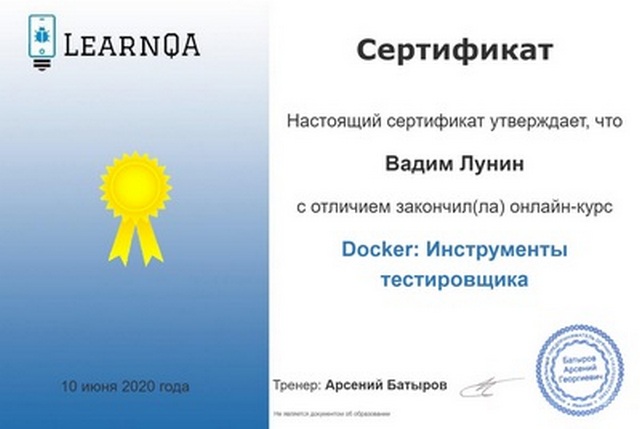 LEARNQA
Сертификат
Настоящий сертификат утверждает, что
Вадим Лунин
с отличием закончил(ла) онлайн-курс
Docker: Инструменты
тестировщика
10 июня 2020 года
Тренер: Арсений Батыров
Не является документом об образовании
Батыров
Арсений
Георгиевич